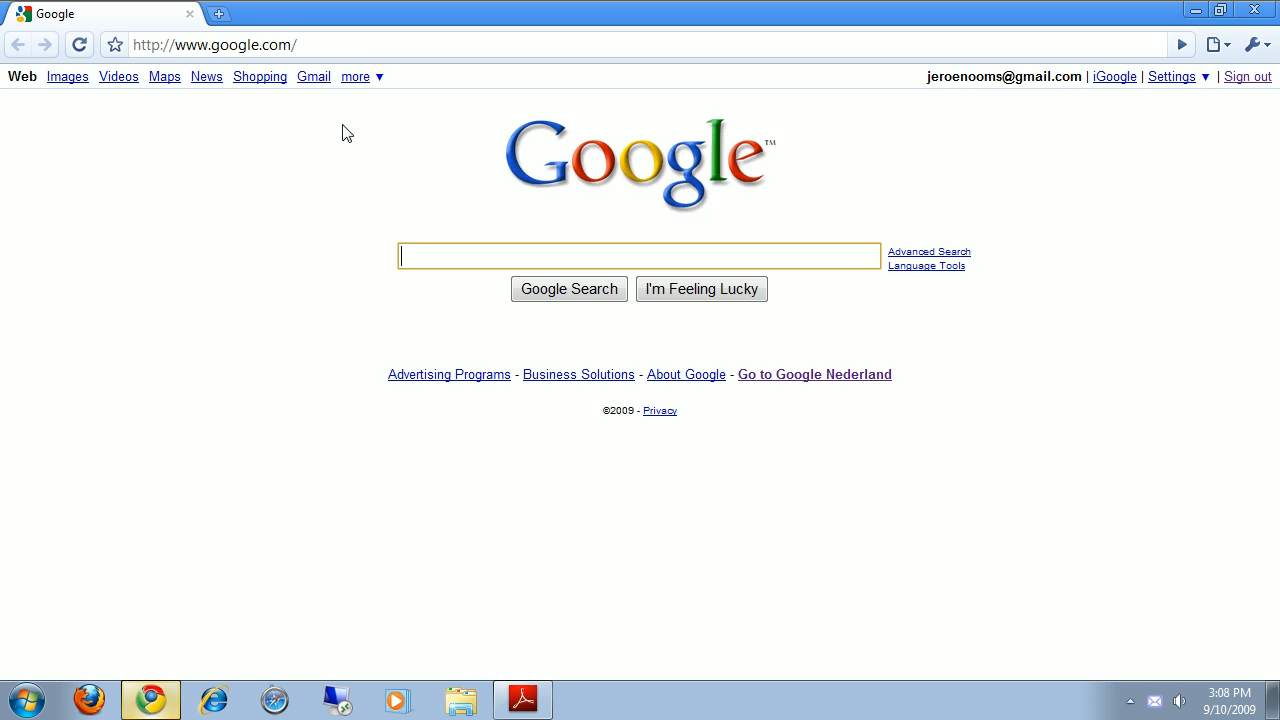 Google
http://www.google.com/
Web Images Videos Maps News Shopping Gmail more ▼ jeroenooms@gmail.com | iGoogle | Settings ▼ | Sign out
Google™
Advanced Search
Language Tools
Google Search I'm Feeling Lucky
Advertising Programs - Business Solutions - About Google - Go to Google Nederland
©2009 - Privacy
3:08 PM
9/10/2009